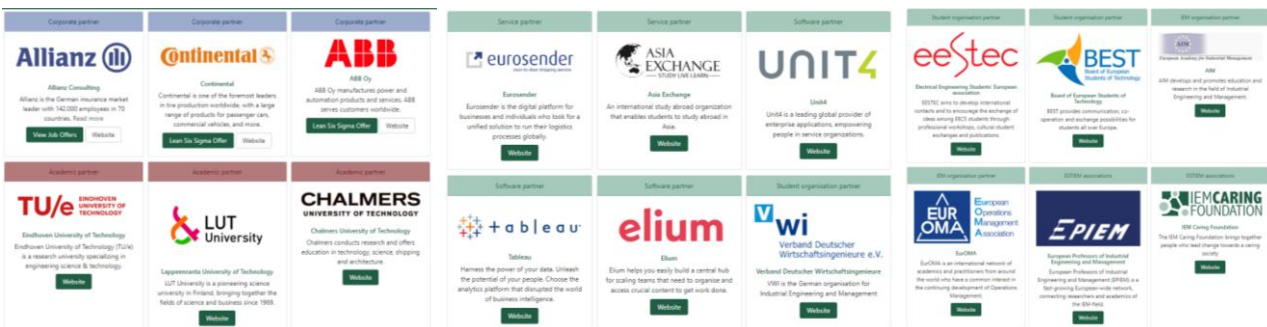 Corporate partner
Allianz
Allianz Consulting
Allianz is the German insurance market
leader with 142.000 employees in 70
countries. Read more
View Job Offers
Website
Corporate partner
Continental
Continental
Continental is one of the foremost leaders
in tire production worldwide, with a large
range of products for passenger cars,
commercial vehicles, and more.
Lean Six Sigma Offer
Website
Corporate partner
ABB
ABB Oy
ABB Oy manufactures power and
automation products and services. ABB
serves customers worldwide.
Lean Six Sigma Offer
Website
Academic partner
TU/e EINDHOVEN
UNIVERSITY OF
TECHNOLOGY
Eindhoven University of Technology
Eindhoven University of Technology (TU/e)
is a research university specializing in
engineering science & technology.
Website
Academic partner
LUT
University
Lappeenranta University of Technology
LUT University is a pioneering science
university in Finland, bringing together the
fields of science and business since 1969.
Website
Academic partner
CHALMERS
UNIVERSITY OF TECHNOLOGY
Chalmers University of Technology
Chalmers conducts research and offers
education in technology, science, shipping
and architecture.
Website
Service partner
eurosender
Eurosender
Eurosender is the digital platform for
businesses and individuals who look for a
unified solution to run their logistics
processes globally.
Website
Service partner
ASIA
EXCHANGE
STUDY LIVE LEARN
Asia Exchange
An international study abroad organization
that enables students to study abroad in
Asia.
Website
Software partner
UNIT4
Unit4
Unit4 is a leading global provider of
enterprise applications, empowering
people in service organizations.
Website
Software partner
+ableau
Tableau
Harness the power of your data. Unleash
the potential of your people. Choose the
analytics platform that disrupted the world
of business intelligence.
Website
Software partner
elium
Elium
Elium helps you easily build a central hub
for scaling teams that need to organise and
access crucial content to get work done.
Website
Student organisation partner
VWI
Verband Deutscher
Wirtschaftsingenieure e.V.
Verband Deutscher Wirtschaftsingenieure
VWI is the German organisation for
Industrial Engineering and Management
Website
Student organisation partner
eestec
Electrical Engineering Students' European
association
EESTEC aims to develop international
contacts and to encourage the exchange of
ideas among EECS students through
professional workshops, cultural student
exchanges and publications.
Website
Student organisation partner
BEST
Board of European
Students of Technology
Board of European Students of
Technology
BEST provides communication, co-
operation and exchange possibilities for
students all over Europe.
Website
IEM organisation partner
AIM
European Academy for Industrial Management
AIM
AIM develops and promotes education and
research in the field of Industrial
Engineering and Management.
Website
IEM organisation partner
EUR
OMA
European
Operations
Management
Association
EurOMA
EurOMA is an international network of
academics and practitioners from around
the world who have a common interest in
the continuing development of Operations
Management.
Website
ESTIEM associations
EPIEM
European Professors of Industrial
Engineering and Management
European Professors of Industrial
Engineering and Management (EPIEM) is a
fast-growing European-wide network,
connecting researchers and academics of
the IEM-field.
Website
ESTIEM associations
IEMCARING
FOUNDATION
IEM Caring Foundation
The IEM Caring Foundation brings together
people who lead change towards a caring
society.
Website